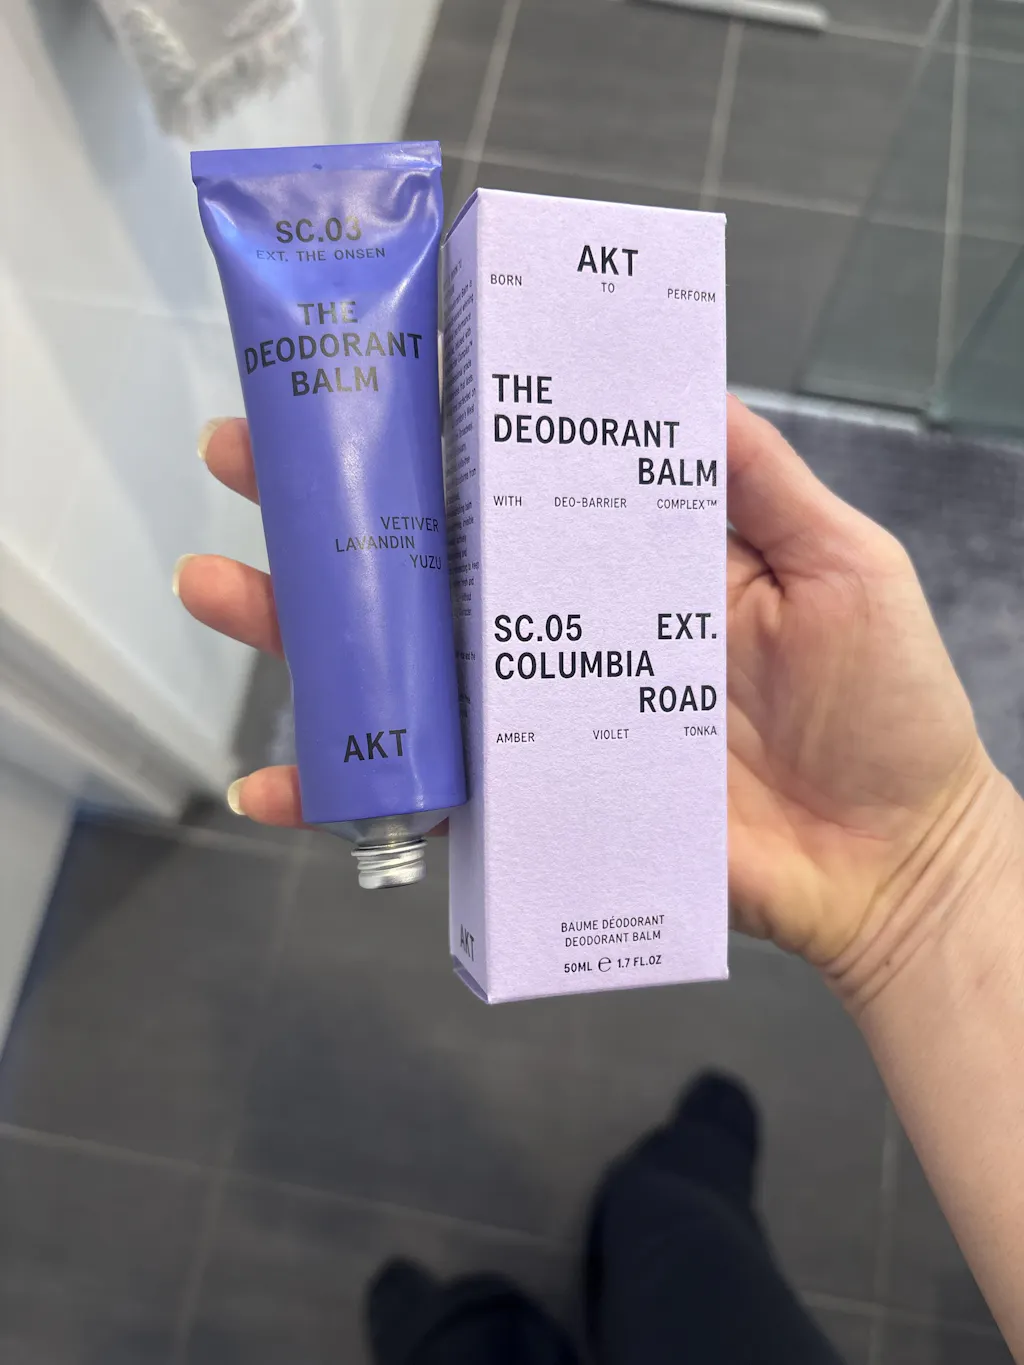 SC.03
EXT. THE ONSEN
THE
DEODORANT
BALM
VETIVER
LAVANDIN
YUZU
AKT
AKT
BORN TO PERFORM
THE
DEODORANT
BALM
WITH DEO-BARRIER COMPLEX™
SC.05 EXT.
COLUMBIA
ROAD
AMBER VIOLET TONKA
BAUME DÉODORANT
DEODORANT BALM
50ML ℮ 1.7 FL.OZ
AKT